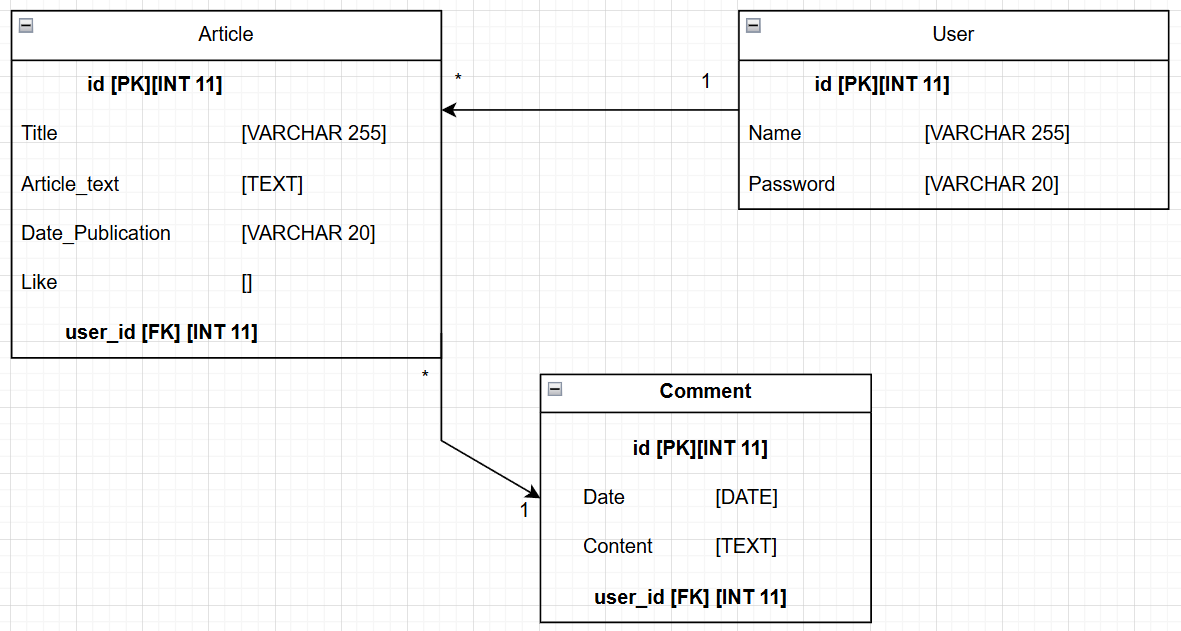 Article
id [PK][INT 11]
Title [VARCHAR 255]
Article_text [TEXT]
Date_Publication [VARCHAR 20]
Like []
user_id [FK] [INT 11]
* 1
User
id [PK][INT 11]
Name [VARCHAR 255]
Password [VARCHAR 20]
*
1
Comment
id [PK][INT 11]
Date [DATE]
Content [TEXT]
user_id [FK] [INT 11]